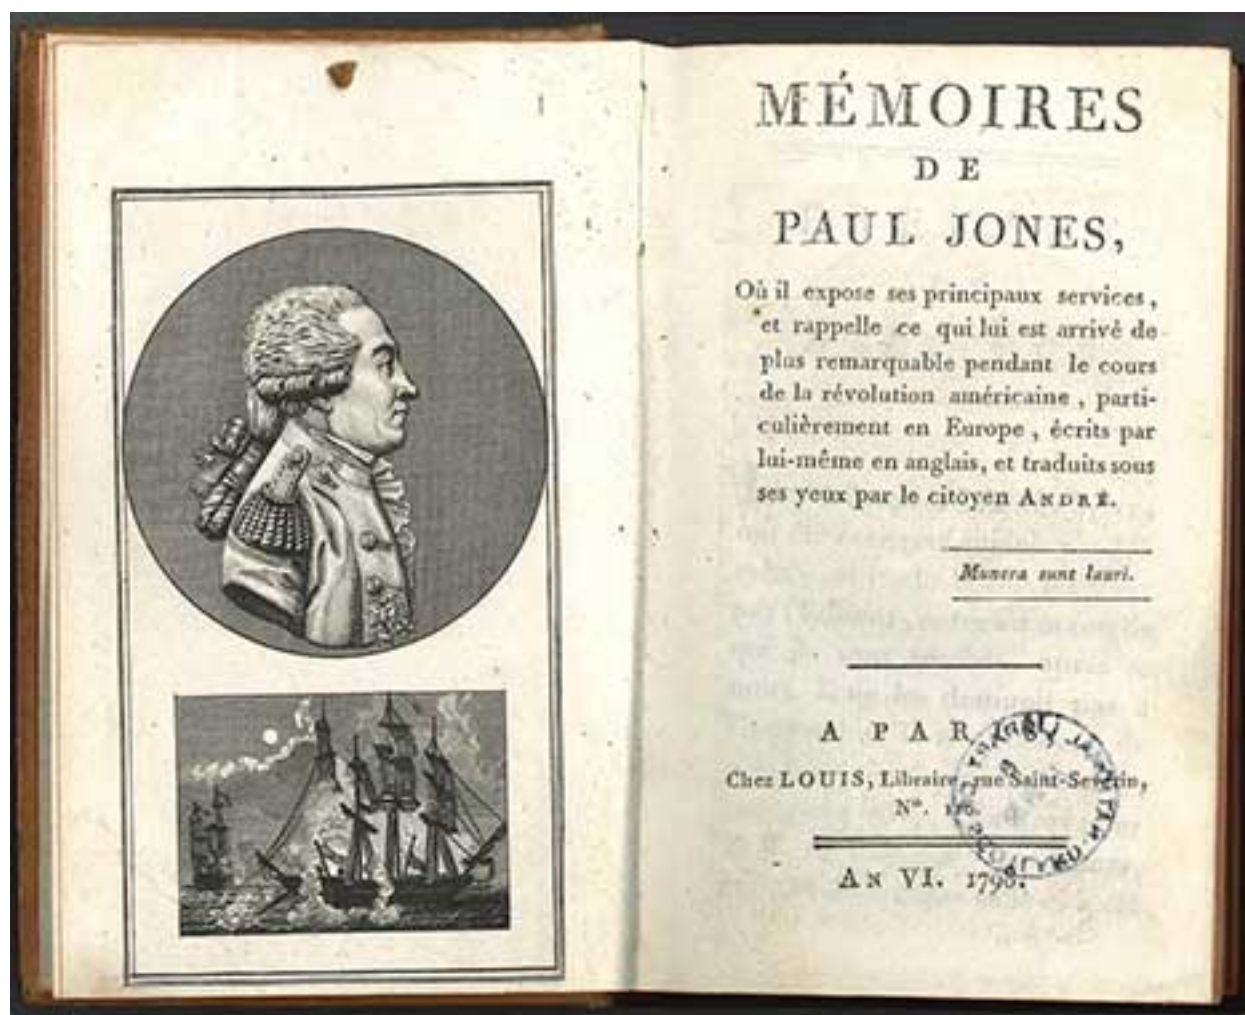 MÉMOIRES
DE
PAUL JONES,
Où il expose ses principaux services,
et rappelle ce qui lui est arrivé de
plus remarquable pendant le cours
de la révolution américaine, parti-
culièrement en Europe, écrits par
lui-même en anglais, et traduits sous
ses yeux par le citoyen ANDRÉ.
Munera sunt lauri.
A PAR
Chez LOUIS, Libraire, rue Saint-Severin,
N°.
AN VI. 1798.